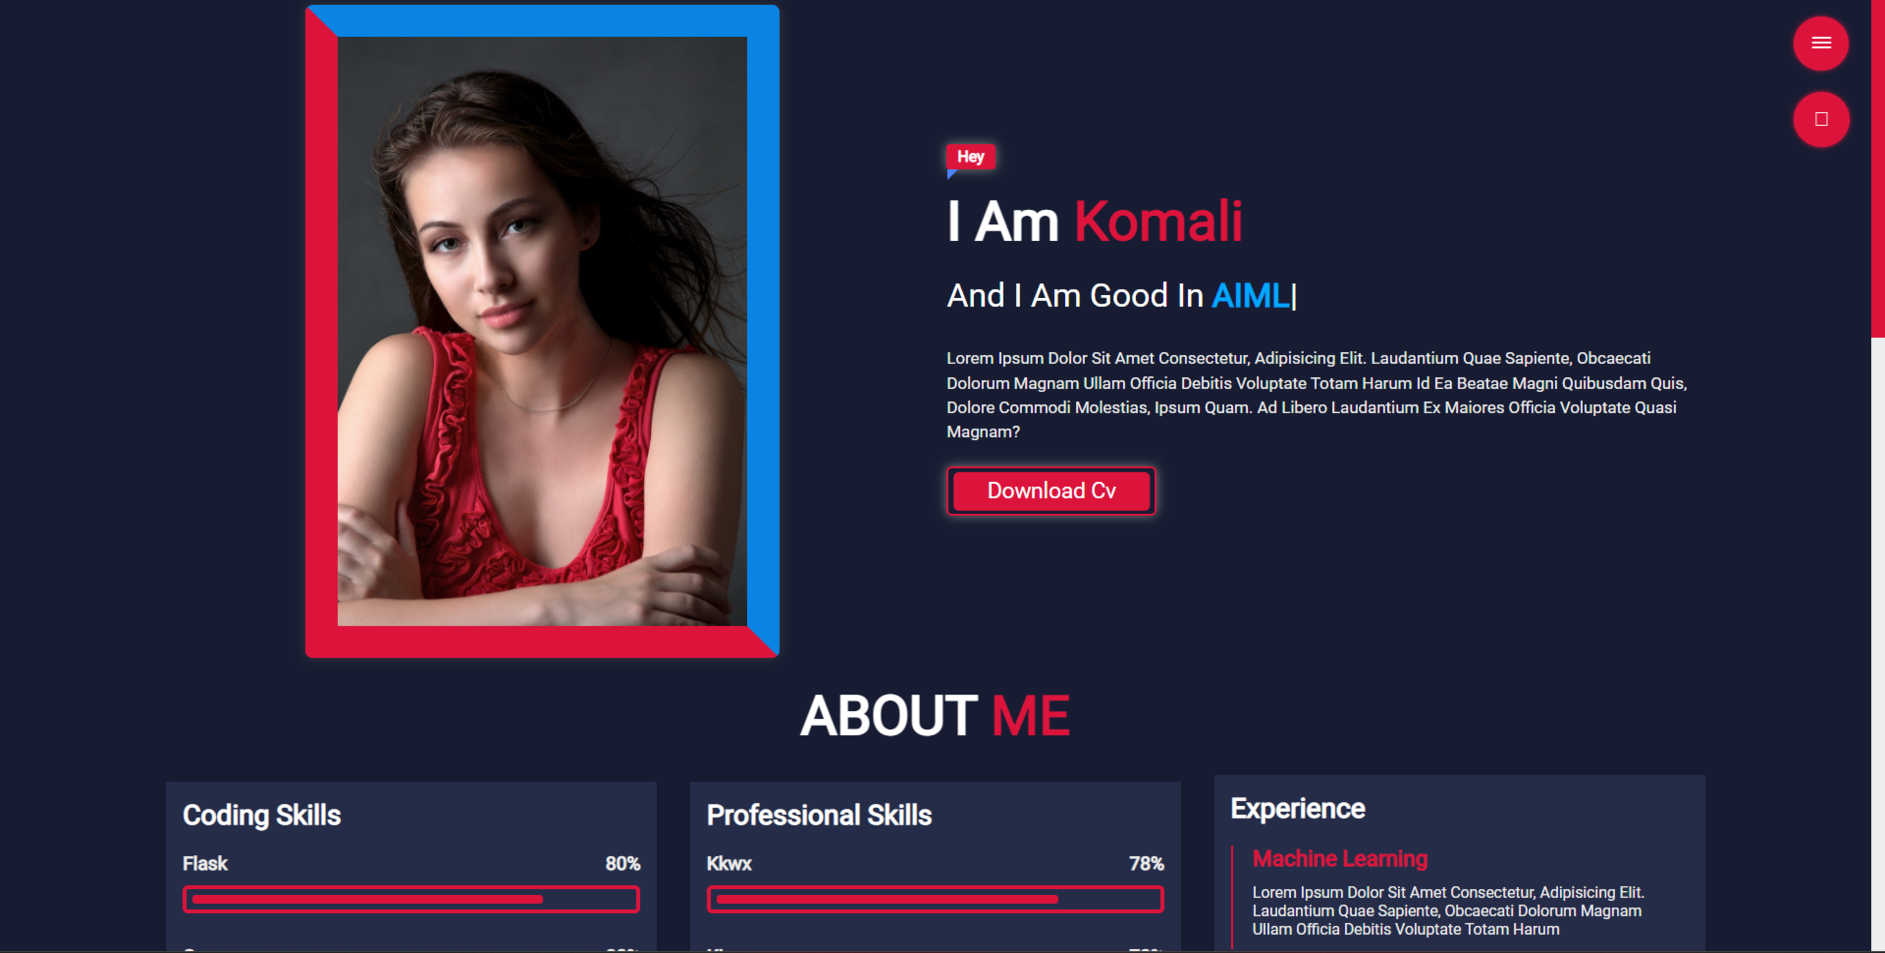 Hey
I Am Komali
And I Am Good In AIML|
Lorem Ipsum Dolor Sit Amet Consectetur, Adipisicing Elit. Laudantium Quae Sapiente, Obcaecati
Dolorum Magnam Ullam Officia Debitis Voluptate Totam Harum Id Ea Beatae Magni Quibusdam Quis,
Dolore Commodi Molestias, Ipsum Quam. Ad Libero Laudantium Ex Maiores Officia Voluptate Quasi
Magnam?
Download Cv
ABOUT ME
Coding Skills
Flask 80%
Professional Skills
Kkwx 78%
Experience
Machine Learning
Lorem Ipsum Dolor Sit Amet Consectetur, Adipisicing Elit.
Laudantium Quae Sapiente, Obcaecati Dolorum Magnam
Ullam Officia Debitis Voluptate Totam Harum